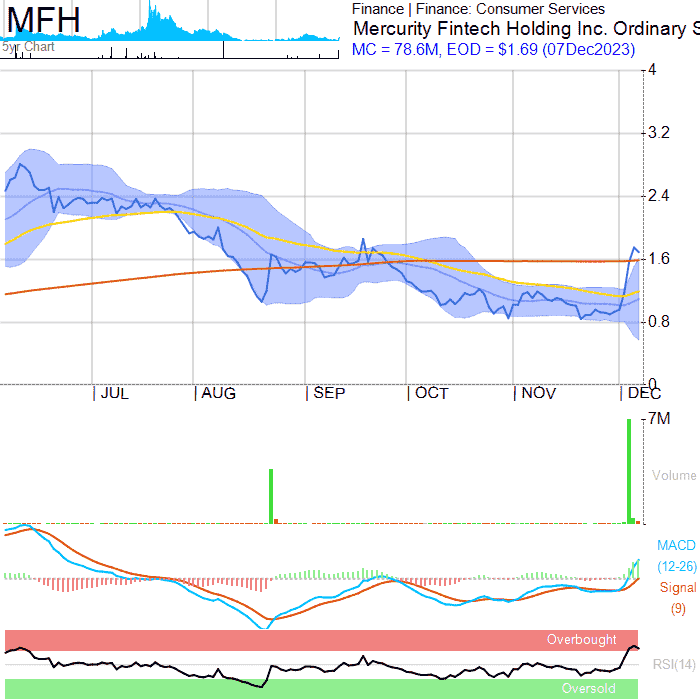 MFH
5yr Chart
Finance | Finance: Consumer Services
Mercurity Fintech Holding Inc. Ordinary S
MC = 78.6M, EOD = $1.69 (07Dec2023)
4
3.2
2.4
1.6
0.8
0
JUL AUG SEP OCT NOV DEC
7M
Volume
MACD
(12-26)
Signal
(9)
Overbought
RSI(14)
Oversold